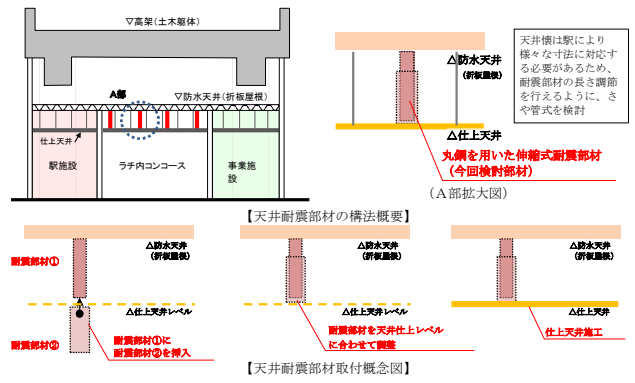 ▽高架(土木躯体)
A部
▽防水天井(折板屋根)
仕上天井
駅施設
ラチ内コンコース
事業施
設
△防水天井
(折板屋根)
△仕上天井
丸鋼を用いた伸縮式耐震部材
(今回検討部材)
(A部拡大図)
天井懐は駅により
様々な寸法に対応す
る必要があるため、
耐震部材の長さ調節
を行えるように、さ
や管式を検討
【天井耐震部材の構法概要】
耐震部材①
△防水天井
(折板屋根)
△仕上天井レベル
耐震部材②
耐震部材①に
耐震部材②を挿入
△防水天井
(折板屋根)
△仕上天井レベル
耐震部材を天井仕上レベル
に合わせて調整
△防水天井
(折板屋根)
△仕上天井
仕上天井施工
【天井耐震部材取付概念図】